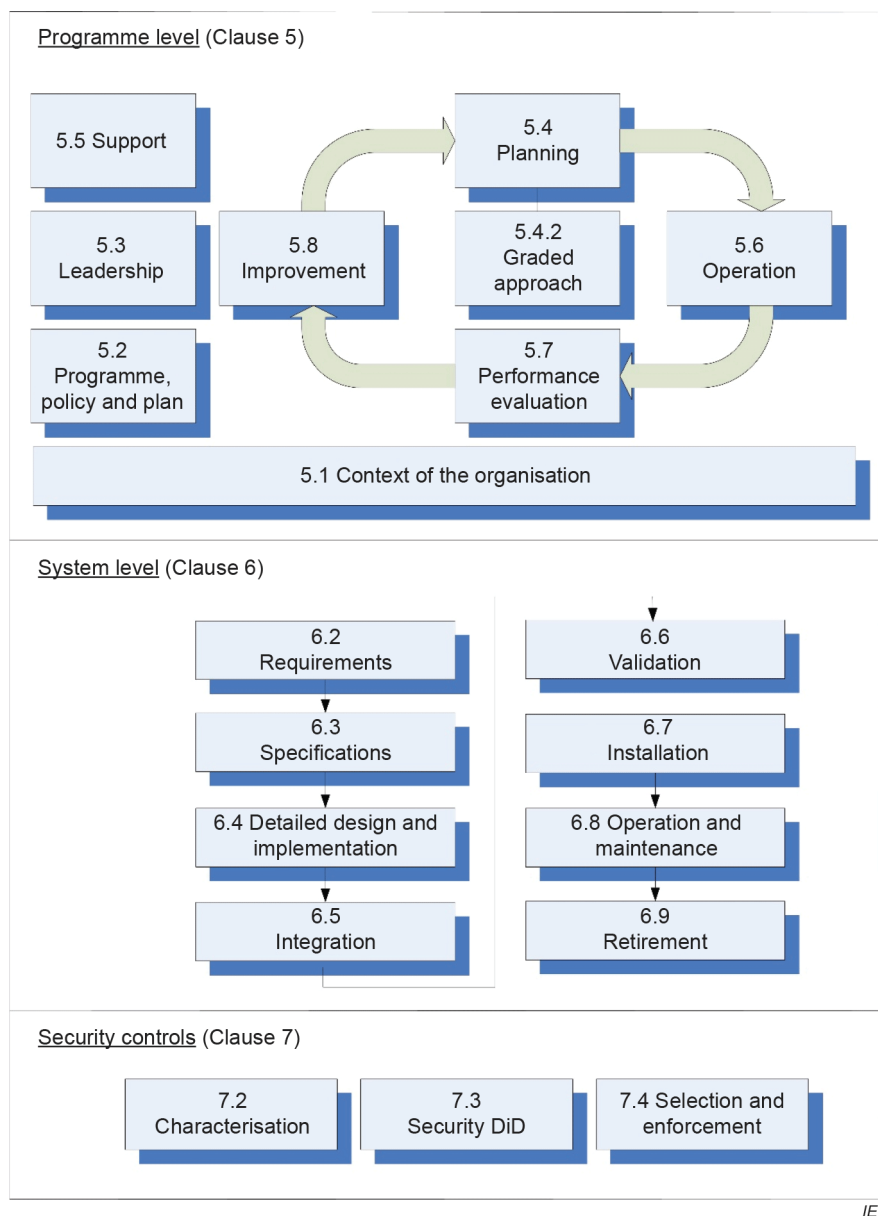 Programme level (Clause 5)
5.5 Support
5.4
Planning
5.3
Leadership
5.8
Improvement
5.4.2
Graded
approach
5.6
Operation
5.2
Programme,
policy and plan
5.7
Performance
evaluation
5.1 Context of the organisation
System level (Clause 6)
6.2
Requirements
6.3
Specifications
6.4 Detailed design and
implementation
6.5
Integration
6.6
Validation
6.7
Installation
6.8 Operation and
maintenance
6.9
Retirement
Security controls (Clause 7)
7.2
Characterisation
7.3
Security DiD
7.4 Selection and
enforcement
IE